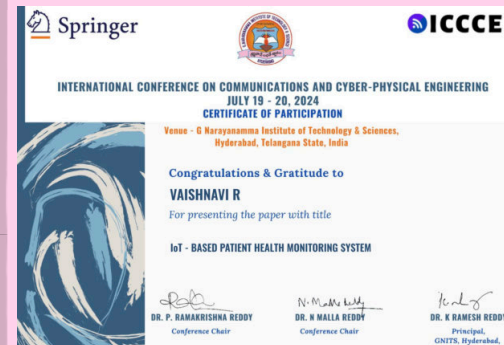 Springer
ICCCE
INTERNATIONAL CONFERENCE ON COMMUNICATIONS AND CYBER-PHYSICAL ENGINEERING
JULY 19 - 20, 2024
CERTIFICATE OF PARTICIPATION
Venue - G Narayanamma Institute of Technology & Sciences,
Hyderabad, Telangana State, India
Congratulations & Gratitude to
VAISHNAVI R
For presenting the paper with title
IoT - BASED PATIENT HEALTH MONITORING SYSTEM
DR. P. RAMAKRISHNA REDDY
Conference Chair
N. Malla Reddy
DR. N MALLA REDDY
Conference Chair
DR. K RAMESH REDDY
Principal,
GNITS, Hyderabad,